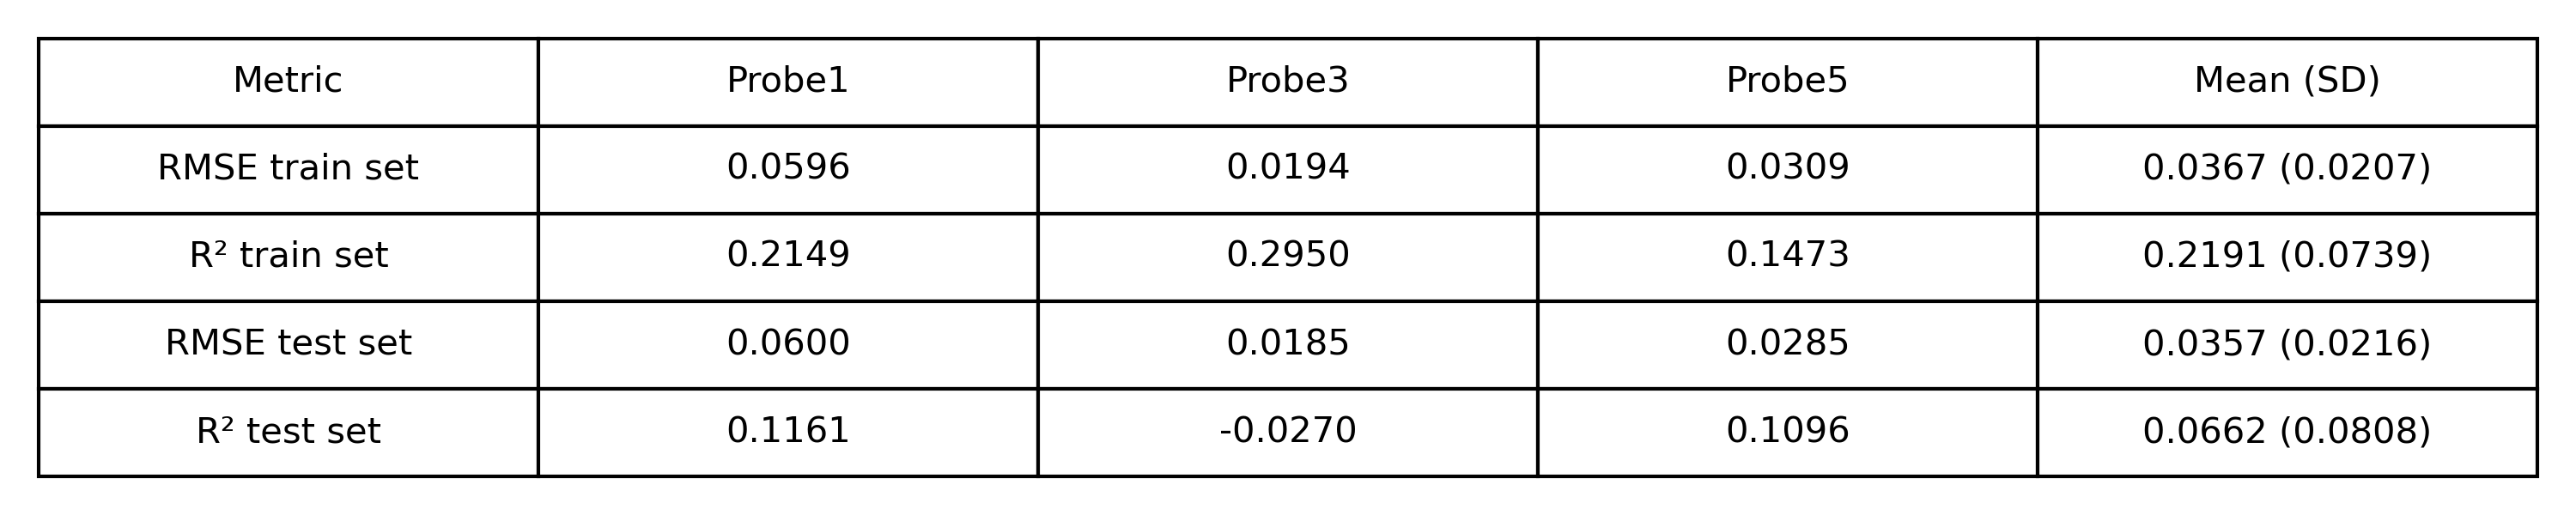 Metric Probe1 Probe3 Probe5 Mean (SD)
RMSE train set 0.0596 0.0194 0.0309 0.0367 (0.0207)
R² train set 0.2149 0.2950 0.1473 0.2191 (0.0739)
RMSE test set 0.0600 0.0185 0.0285 0.0357 (0.0216)
R² test set 0.1161 -0.0270 0.1096 0.0662 (0.0808)